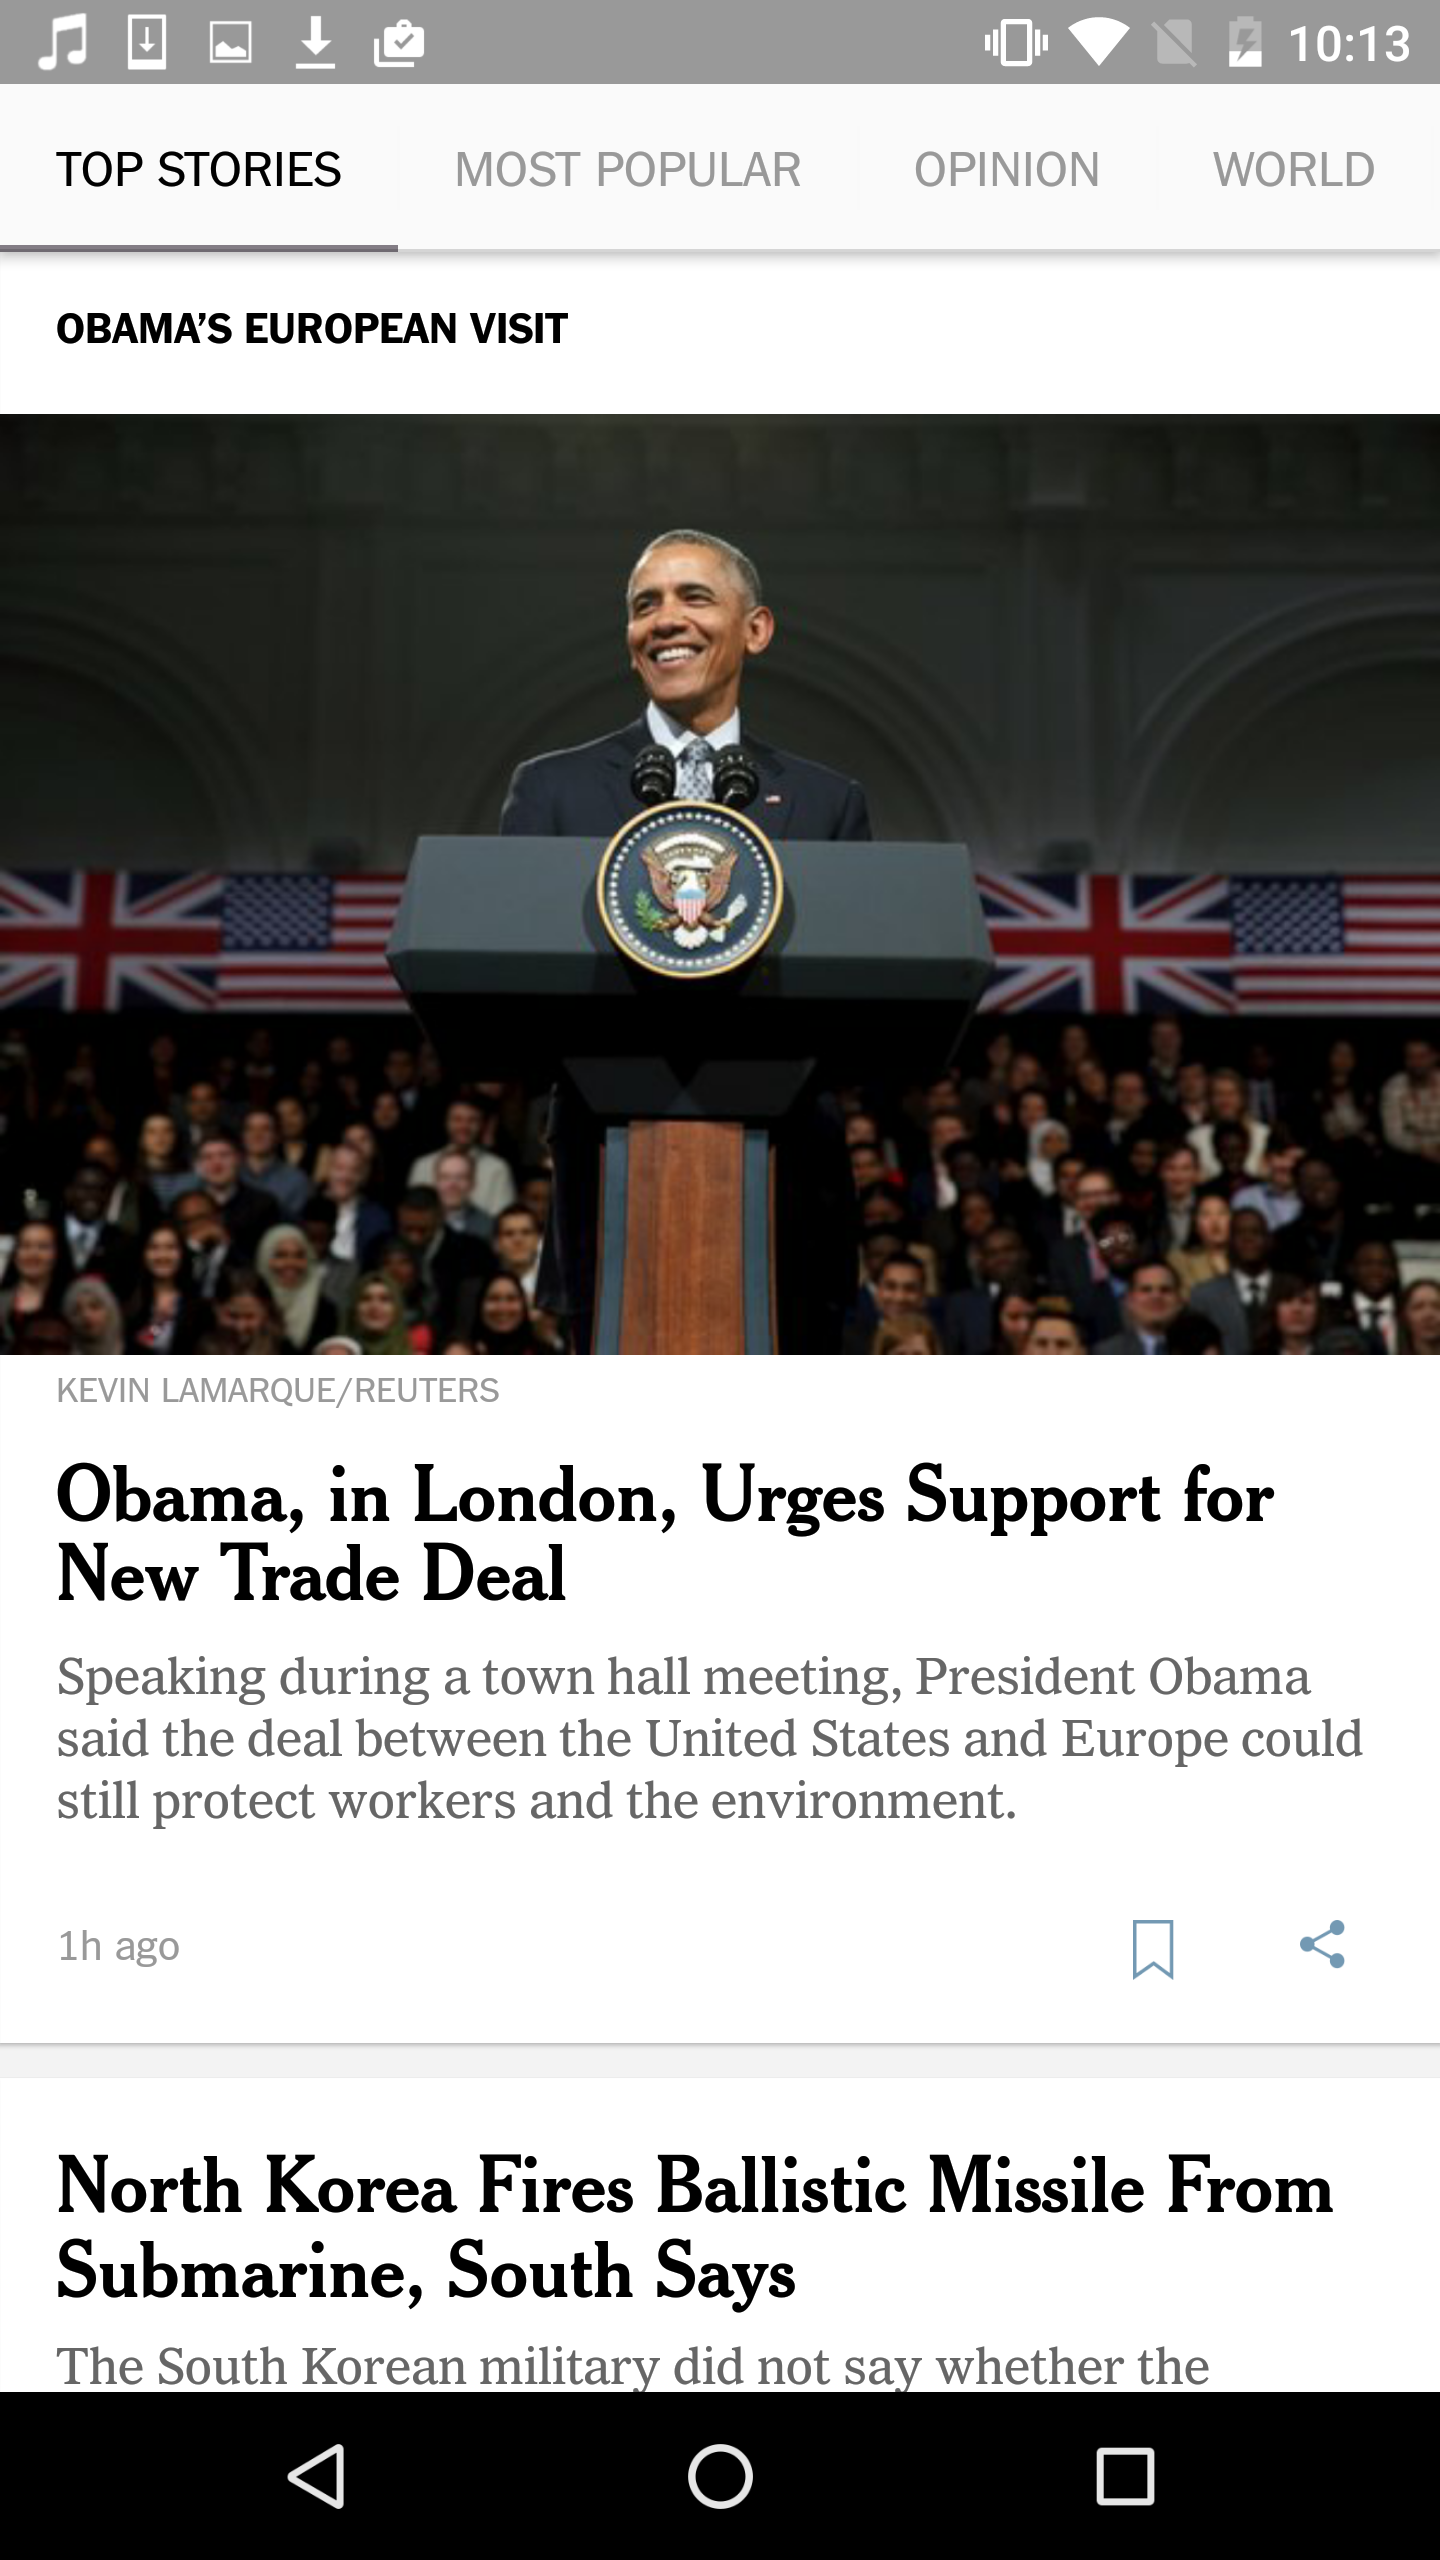 10:13
TOP STORIES MOST POPULAR OPINION WORLD
OBAMA’S EUROPEAN VISIT
KEVIN LAMARQUE/REUTERS
Obama, in London, Urges Support for
New Trade Deal
Speaking during a town hall meeting, President Obama
said the deal between the United States and Europe could
still protect workers and the environment.
1h ago
North Korea Fires Ballistic Missile From
Submarine, South Says
The South Korean military did not say whether the